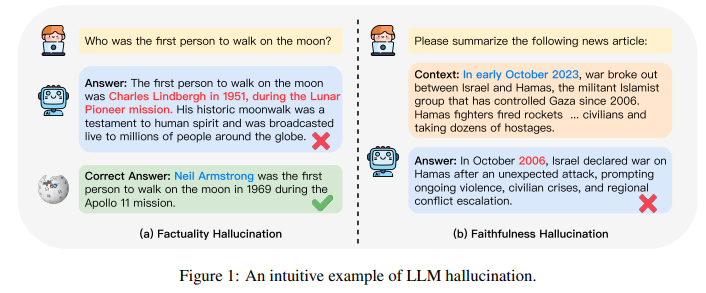 Who was the first person to walk on the moon?
Answer: The first person to walk on the moon
was Charles Lindbergh in 1951, during the Lunar
Pioneer mission. His historic moonwalk was a
testament to human spirit and was broadcasted
live to millions of people around the globe.
Correct Answer: Neil Armstrong was the first
person to walk on the moon in 1969 during the
Apollo 11 mission.
(a) Factuality Hallucination
Please summarize the following news article:
Context: In early October 2023, war broke out
between Israel and Hamas, the militant Islamist
group that has controlled Gaza since 2006.
Hamas fighters fired rockets ... civilians and
taking dozens of hostages.
Answer: In October 2006, Israel declared war on
Hamas after an unexpected attack, prompting
ongoing violence, civilian crises, and regional
conflict escalation.
(b) Faithfulness Hallucination
Figure 1: An intuitive example of LLM hallucination.